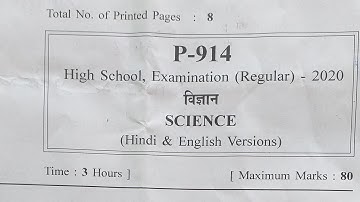 Total No. of Printed Pages : 8
P-914
High School, Examination (Regular) - 2020
विज्ञान
SCIENCE
(Hindi & English Versions)
Time : 3 Hours ]
[ Maximum Marks : 80